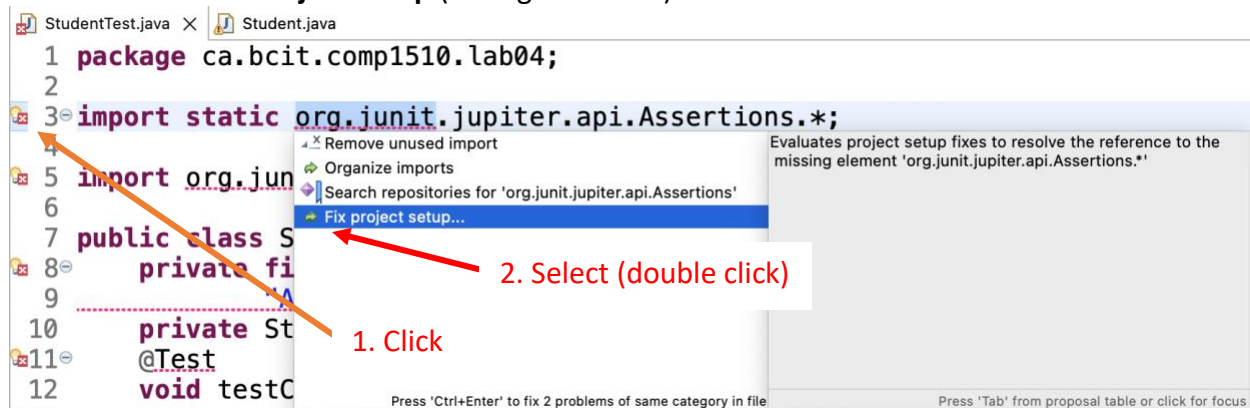 StudentTest.java Student.java
1 package ca.bcit.comp1510.lab04;
2
3 import static org.junit.jupiter.api.Assertions.*;
4
5 import org.jun
6
7 public class S
8 private fi
9 "A
10 private St
11 @Test
12 void testC
Remove unused import
Organize imports
Search repositories for 'org.junit.jupiter.api.Assertions'
Fix project setup...
Press 'Ctrl+Enter' to fix 2 problems of same category in file
Evaluates project setup fixes to resolve the reference to the
missing element 'org.junit.jupiter.api.Assertions.*'
Press 'Tab' from proposal table or click for focus
2. Select (double click)
1. Click